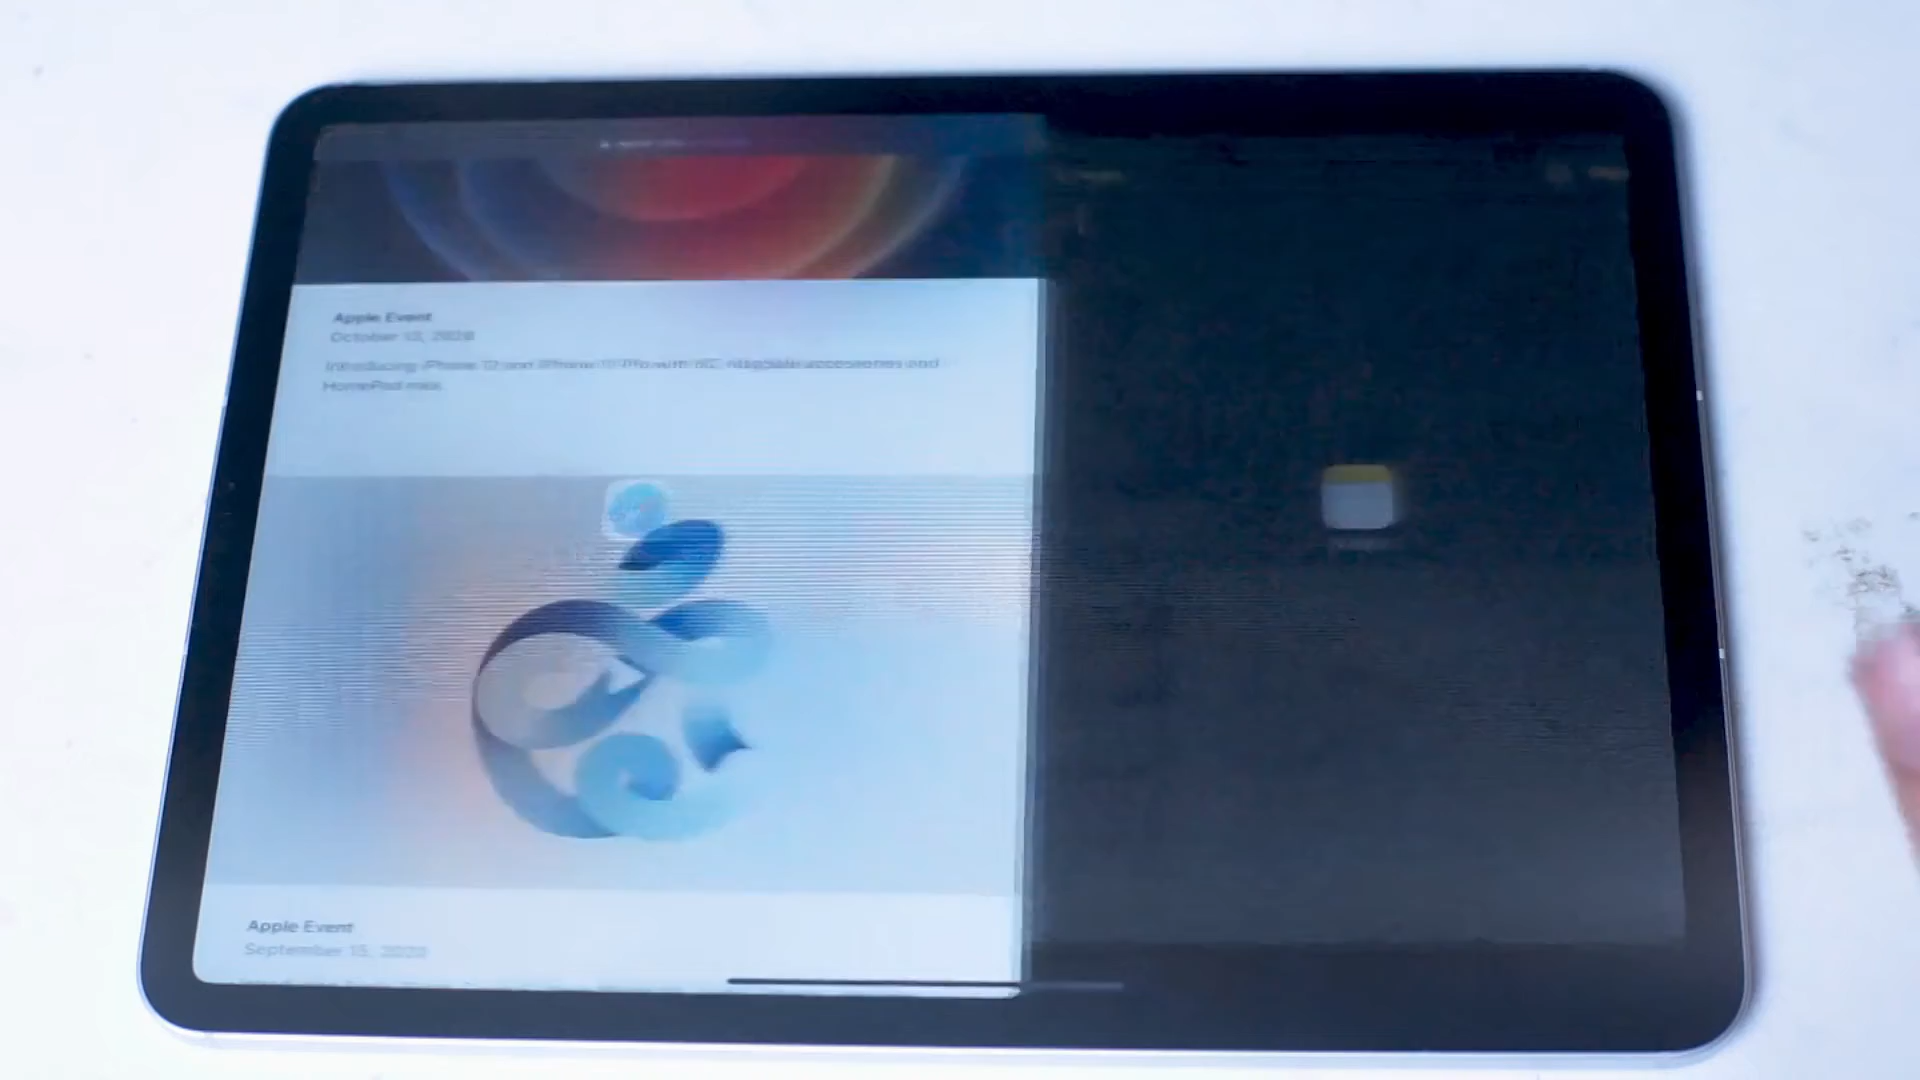 Apple Event
October 13, 2020
Introducing iPhone 12 and iPhone 12 Pro with 5G, MagSafe accessories and
HomePod mini.
Apple Event
September 15, 2020